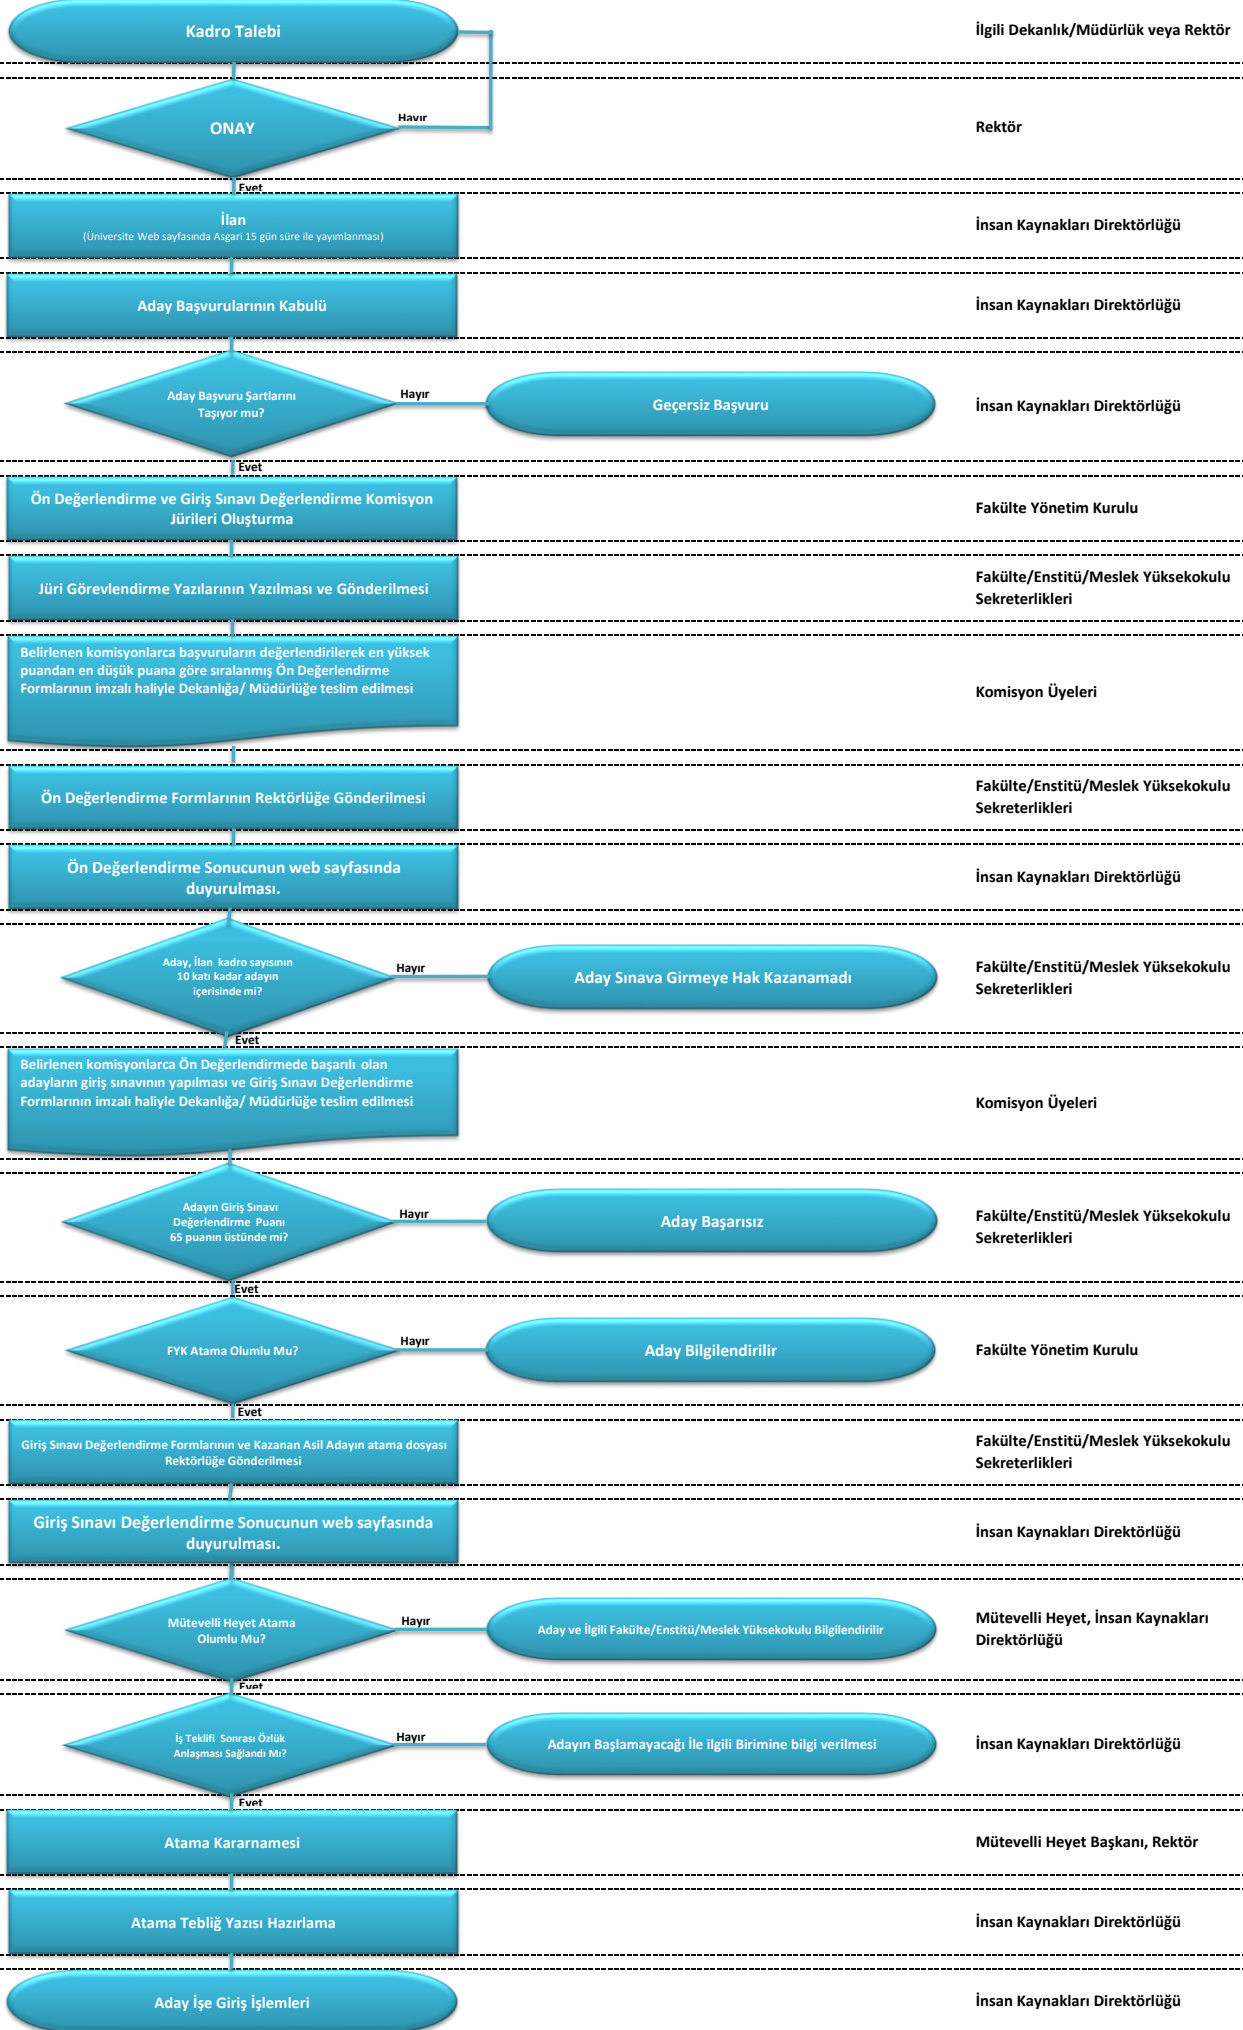 Kadro Talebi
İlgili Dekanlık/Müdürlük veya Rektör
ONAY
Hayır
Rektör
Evet
İlan
(Üniversite Web sayfasında Asgari 15 gün süre ile yayımlanması)
İnsan Kaynakları Direktörlüğü
Aday Başvurularının Kabulü
İnsan Kaynakları Direktörlüğü
Aday Başvuru Şartlarını
Taşıyor mu?
Hayır
Geçersiz Başvuru
İnsan Kaynakları Direktörlüğü
Evet
Ön Değerlendirme ve Giriş Sınavı Değerlendirme Komisyon
Jürileri Oluşturma
Fakülte Yönetim Kurulu
Jüri Görevlendirme Yazılarının Yazılması ve Gönderilmesi
Fakülte/Enstitü/Meslek Yüksekokulu
Sekreterlikleri
Belirlenen komisyonlarca başvuruların değerlendirilerek en yüksek
puandan en düşük puana göre sıralanmış Ön Değerlendirme
Formlarının imzalı haliyle Dekanlığa/ Müdürlüğe teslim edilmesi
Komisyon Üyeleri
Ön Değerlendirme Formlarının Rektörlüğe Gönderilmesi
Fakülte/Enstitü/Meslek Yüksekokulu
Sekreterlikleri
Ön Değerlendirme Sonucunun web sayfasında
duyurulması.
İnsan Kaynakları Direktörlüğü
Aday, İlan kadro sayısının
10 katı kadar adayın
içerisinde mi?
Hayır
Aday Sınava Girmeye Hak Kazanamadı
Fakülte/Enstitü/Meslek Yüksekokulu
Sekreterlikleri
Evet
Belirlenen komisyonlarca Ön Değerlendirmede başarılı olan
adayların giriş sınavının yapılması ve Giriş Sınavı Değerlendirme
Formlarının imzalı haliyle Dekanlığa/ Müdürlüğe teslim edilmesi
Komisyon Üyeleri
Adayın Giriş Sınavı
Değerlendirme Puanı
65 puanın üstünde mi?
Hayır
Aday Başarısız
Fakülte/Enstitü/Meslek Yüksekokulu
Sekreterlikleri
Evet
FYK Atama Olumlu Mu?
Hayır
Aday Bilgilendirilir
Fakülte Yönetim Kurulu
Evet
Giriş Sınavı Değerlendirme Formlarının ve Kazanan Asil Adayın atama dosyası
Rektörlüğe Gönderilmesi
Fakülte/Enstitü/Meslek Yüksekokulu
Sekreterlikleri
Giriş Sınavı Değerlendirme Sonucunun web sayfasında
duyurulması.
İnsan Kaynakları Direktörlüğü
Mütevelli Heyet Atama
Olumlu Mu?
Hayır
Aday ve İlgili Fakülte/Enstitü/Meslek Yüksekokulu Bilgilendirilir
Mütevelli Heyet, İnsan Kaynakları
Direktörlüğü
Evet
İş Teklifi Sonrası Özlük
Anlaşması Sağlandı Mı?
Hayır
Adayın Başlamayacağı İle ilgili Birimine bilgi verilmesi
İnsan Kaynakları Direktörlüğü
Evet
Atama Kararnamesi
Mütevelli Heyet Başkanı, Rektör
Atama Tebliğ Yazısı Hazırlama
İnsan Kaynakları Direktörlüğü
Aday İşe Giriş İşlemleri
İnsan Kaynakları Direktörlüğü